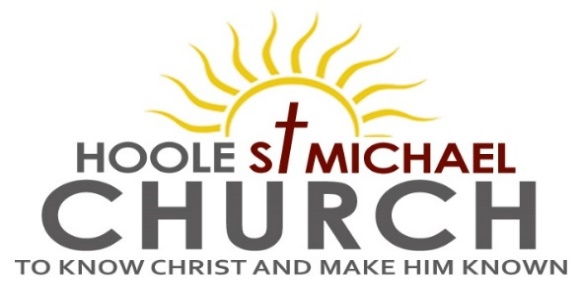 HOOLE St MICHAEL
CHURCH
TO KNOW CHRIST AND MAKE HIM KNOWN